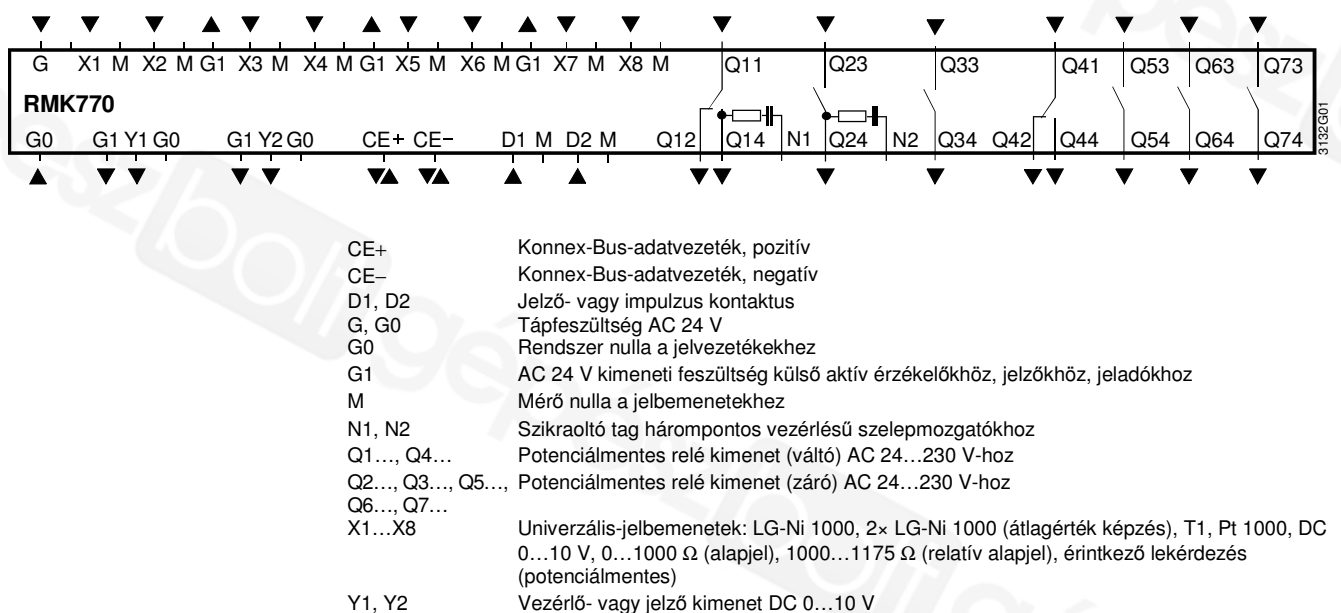 G X1 M X2 M G1 X3 M X4 M G1 X5 M X6 M G1 X7 M X8 M Q11 Q23 Q33 Q41 Q53 Q63 Q73
RMK770
G0 G1 Y1 G0 G1 Y2 G0 CE+ CE− D1 M D2 M Q12 Q14 N1 Q24 N2 Q34 Q42 Q44 Q54 Q64 Q74
3132G01
CE+ Konnex-Bus-adatvezeték, pozitív
CE− Konnex-Bus-adatvezeték, negatív
D1, D2 Jelző- vagy impulzus kontaktus
G, G0 Tápfeszültség AC 24 V
G0 Rendszer nulla a jelvezetékekhez
G1 AC 24 V kimeneti feszültség külső aktív érzékelőkhöz, jelzőkhöz, jeladókhoz
M Mérő nulla a jelbemenetekhez
N1, N2 Szikraoltó tag hárompontos vezérlésű szelepmozgatókhoz
Q1…, Q4… Potenciálmentes relé kimenet (váltó) AC 24…230 V-hoz
Q2…, Q3…, Q5…, Potenciálmentes relé kimenet (záró) AC 24…230 V-hoz
Q6…, Q7…
X1…X8 Univerzális-jelbemenetek: LG-Ni 1000, 2× LG-Ni 1000 (átlagérték képzés), T1, Pt 1000, DC
0…10 V, 0…1000 Ω (alapjel), 1000…1175 Ω (relatív alapjel), érintkező lekérdezés
(potenciálmentes)
Y1, Y2 Vezérlő- vagy jelző kimenet DC 0…10 V